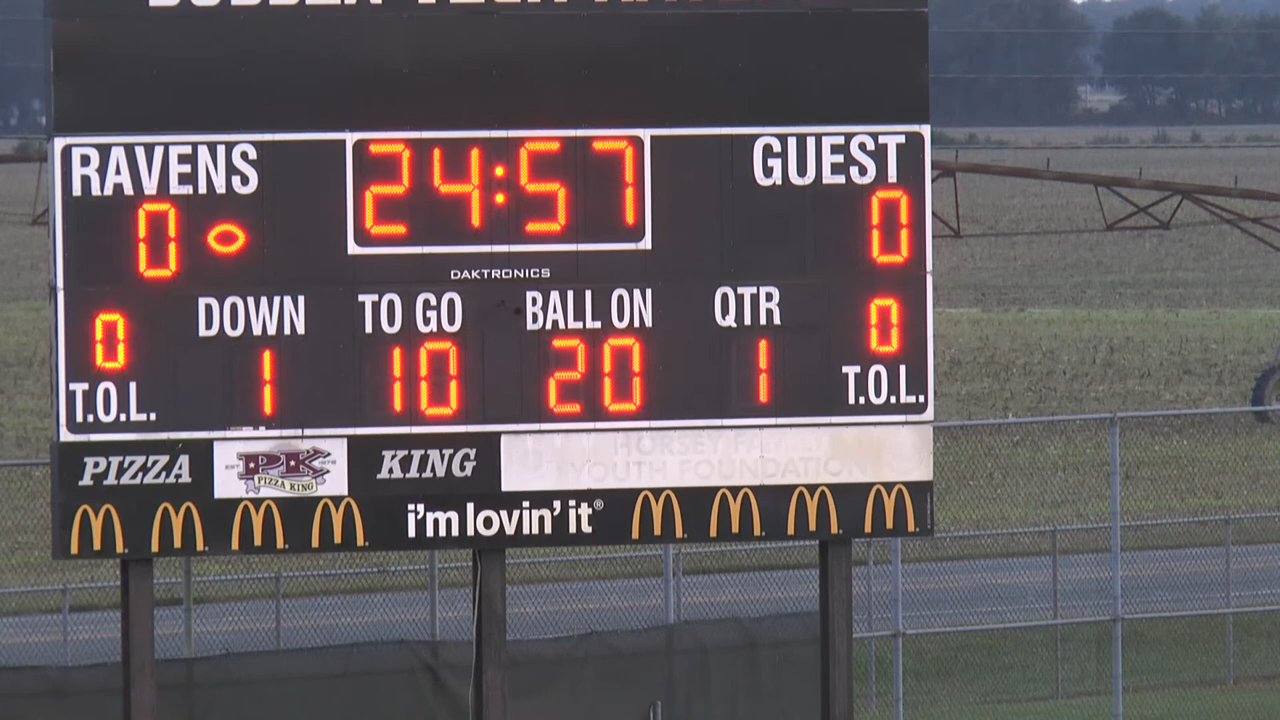 RAVENS 24:57 GUEST
0 0
DAKTRONICS
DOWN TO GO BALL ON QTR
0 1 10 20 1 0
T.O.L. T.O.L.
PIZZA PK PIZZA KING KING
YOUTH FOUNDATION
i'm lovin' it®